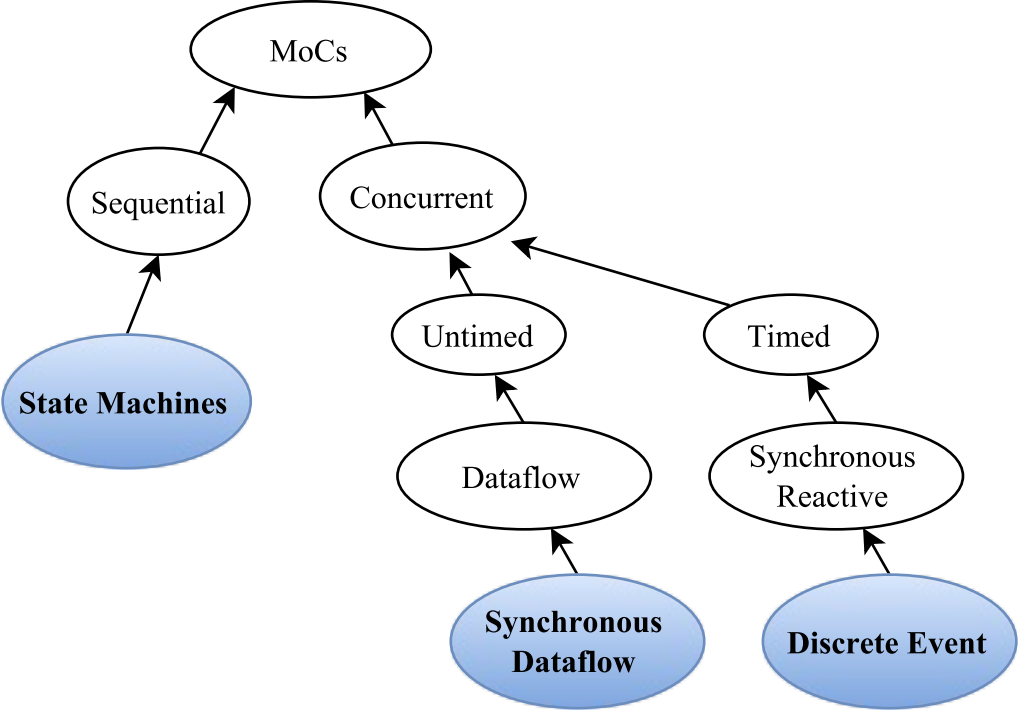 MoCs
Sequential
Concurrent
Untimed
Timed
State Machines
Dataflow
Synchronous
Reactive
Synchronous
Dataflow
Discrete Event